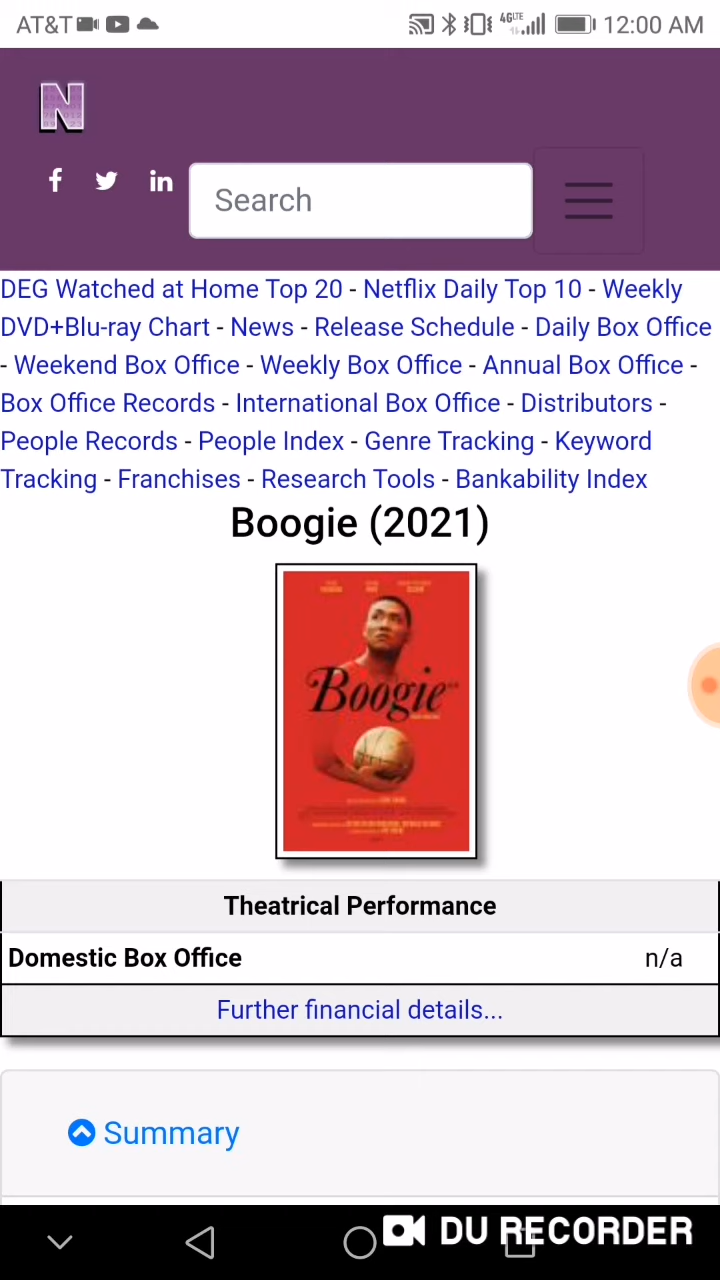 AT&T 4G LTE 12:00 AM
N
f in Search
DEG Watched at Home Top 20 - Netflix Daily Top 10 - Weekly
DVD+Blu-ray Chart - News - Release Schedule - Daily Box Office
- Weekend Box Office - Weekly Box Office - Annual Box Office -
Box Office Records - International Box Office - Distributors -
People Records - People Index - Genre Tracking - Keyword
Tracking - Franchises - Research Tools - Bankability Index
Boogie (2021)
Boogie
Theatrical Performance
Domestic Box Office n/a
Further financial details...
Summary
DU RECORDER